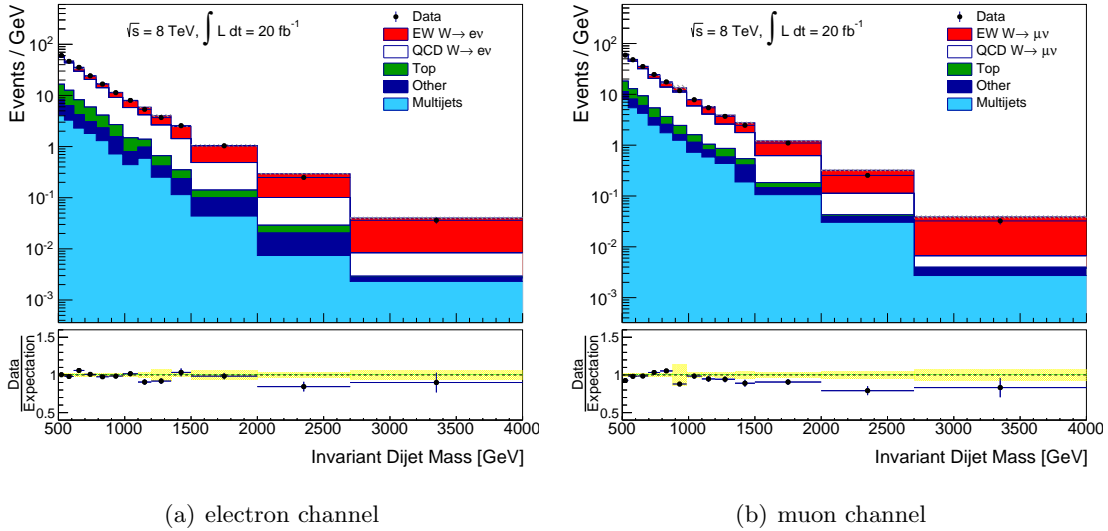 Events / GeV
10²
10
1
10⁻¹
10⁻²
10⁻³
√s = 8 TeV, ∫ L dt = 20 fb⁻¹
Data
EW W→ eν
QCD W→ eν
Top
Other
Multijets
Data
Expectation
1.5
1
0.5
500 1000 1500 2000 2500 3000 3500 4000
Invariant Dijet Mass [GeV]
(a) electron channel
Events / GeV
10²
10
1
10⁻¹
10⁻²
10⁻³
√s = 8 TeV, ∫ L dt = 20 fb⁻¹
Data
EW W→ μν
QCD W→ μν
Top
Other
Multijets
Data
Expectation
1.5
1
0.5
500 1000 1500 2000 2500 3000 3500 4000
Invariant Dijet Mass [GeV]
(b) muon channel